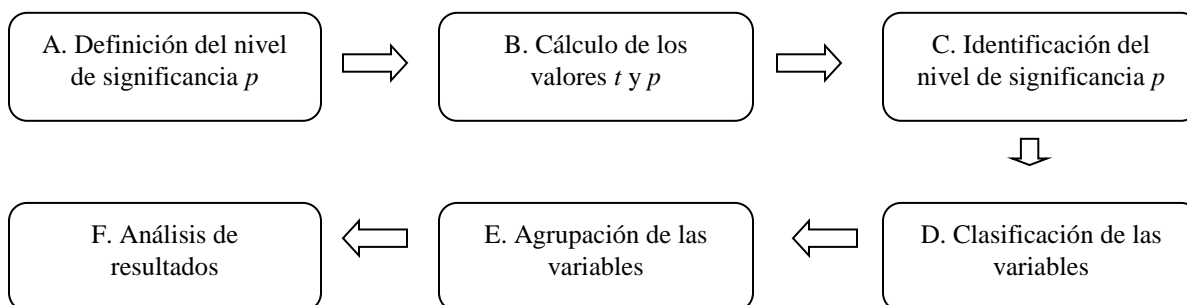 A. Definición del nivel
de significancia p
B. Cálculo de los
valores t y p
C. Identificación del
nivel de significancia p
F. Análisis de
resultados
E. Agrupación de las
variables
D. Clasificación de las
variables